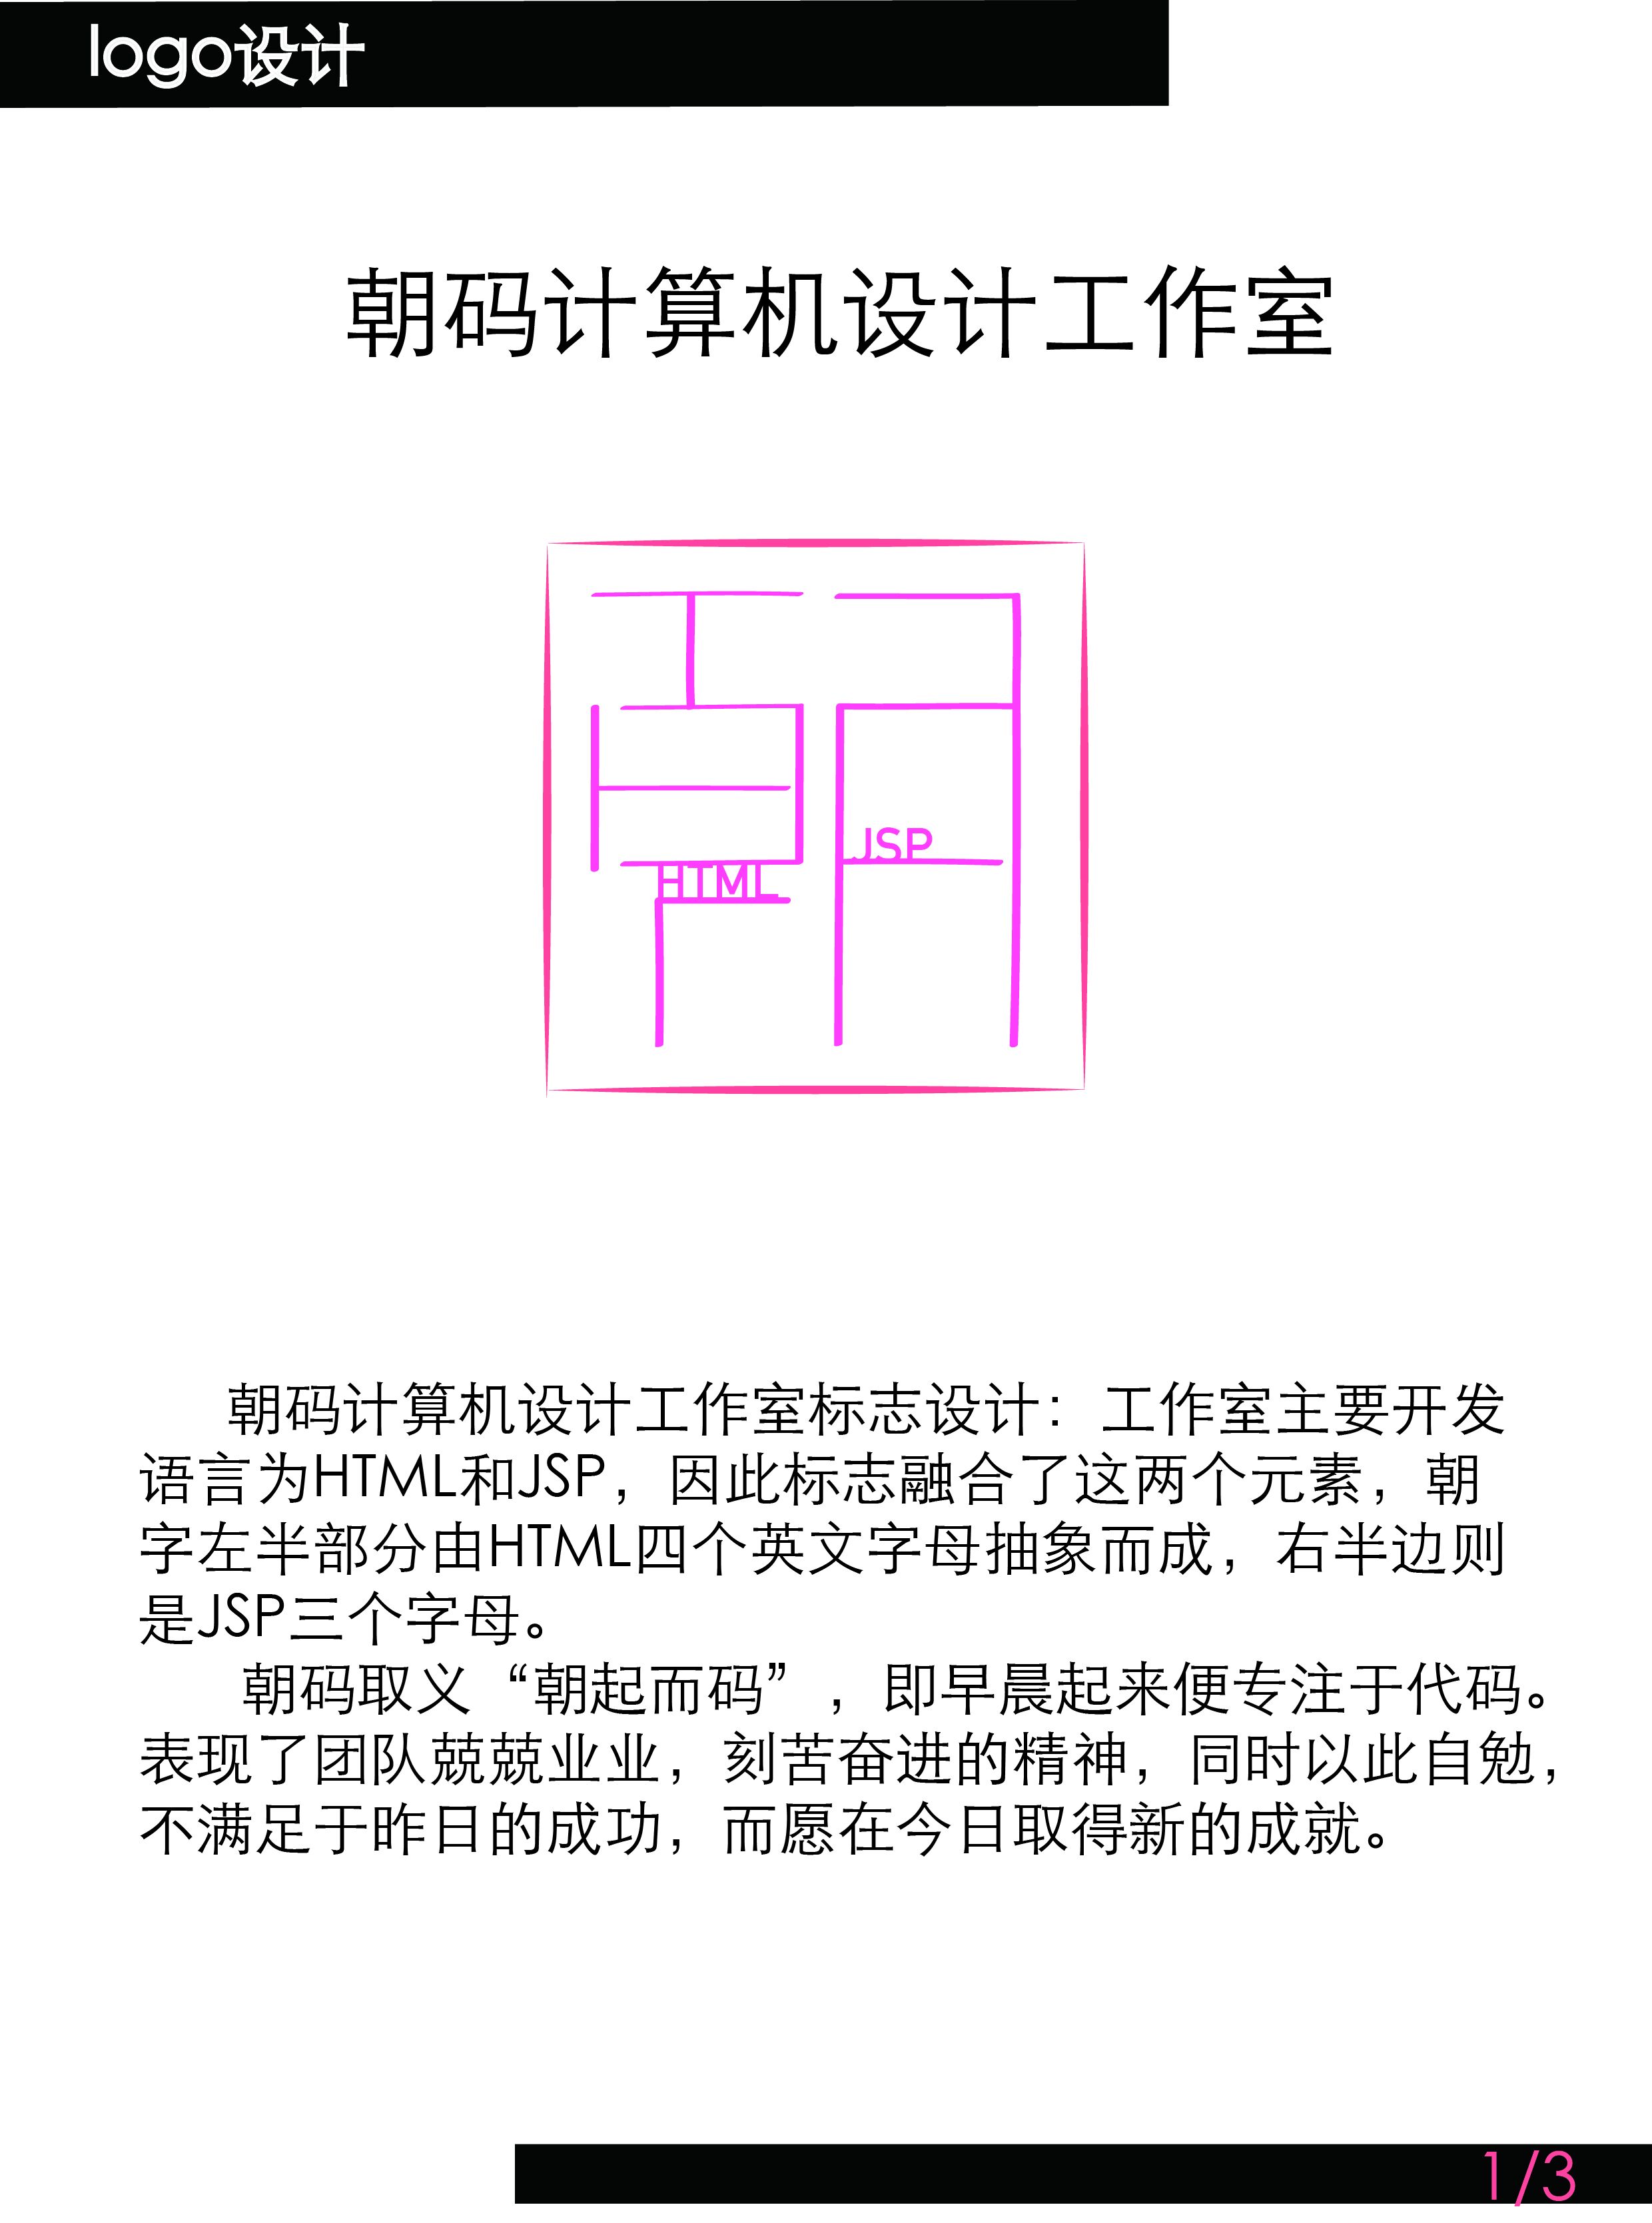 logo设计
朝码计算机设计工作室
JSP
HTML
朝码计算机设计工作室标志设计：工作室主要开发
语言为HTML和JSP，因此标志融合了这两个元素，朝
字左半部分由HTML四个英文字母抽象而成，右半边则
是JSP三个字母。
朝码取义“朝起而码”，即早晨起来便专注于代码。
表现了团队兢兢业业，刻苦奋进的精神，同时以此自勉，
不满足于昨日的成功，而愿在今日取得新的成就。
1/3